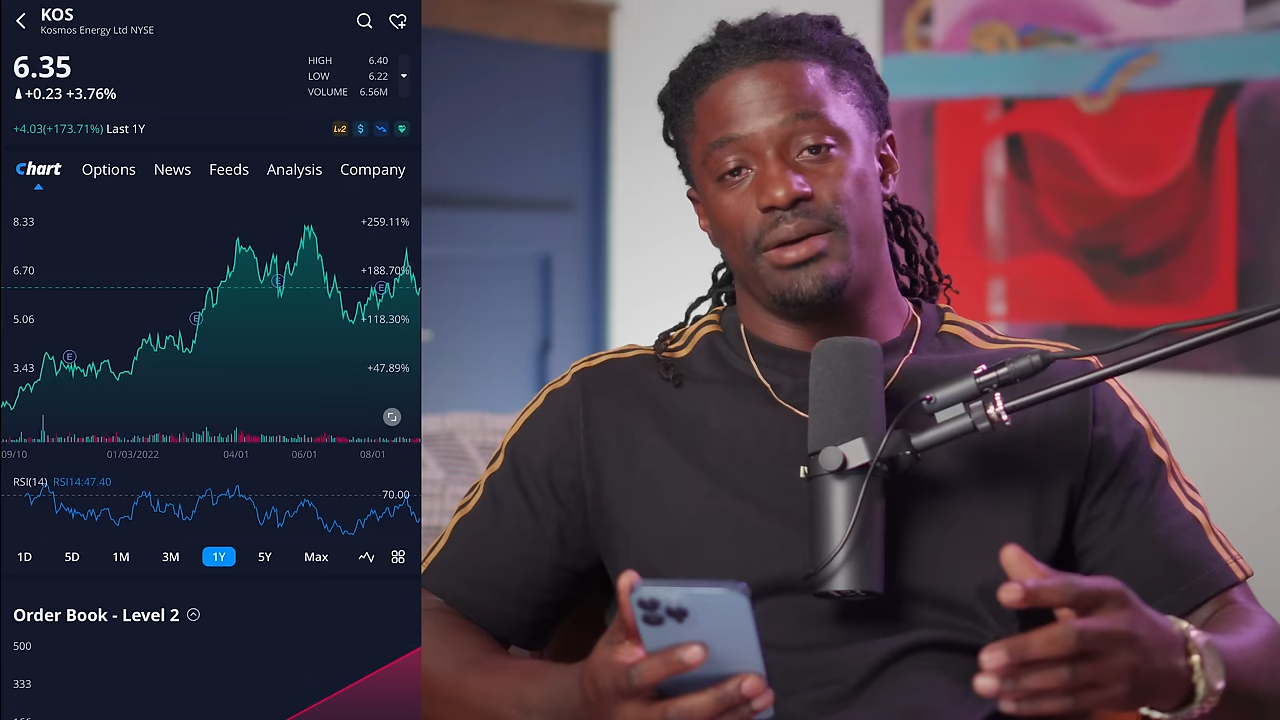 KOS
Kosmos Energy Ltd NYSE
6.35
+0.23 +3.76%
HIGH 6.40
LOW 6.22
VOLUME 6.56M
+4.03(+173.71%) Last 1Y
Lv2 $
Chart Options News Feeds Analysis Company
8.33 +259.11%
6.70 +188.70%
E
E
5.06 +118.30%
E
E
3.43 +47.89%
09/10 01/03/2022 04/01 06/01 08/01
RSI(14) RSI14:47.40
70.00
1D 5D 1M 3M 1Y 5Y Max
Order Book - Level 2
500
333